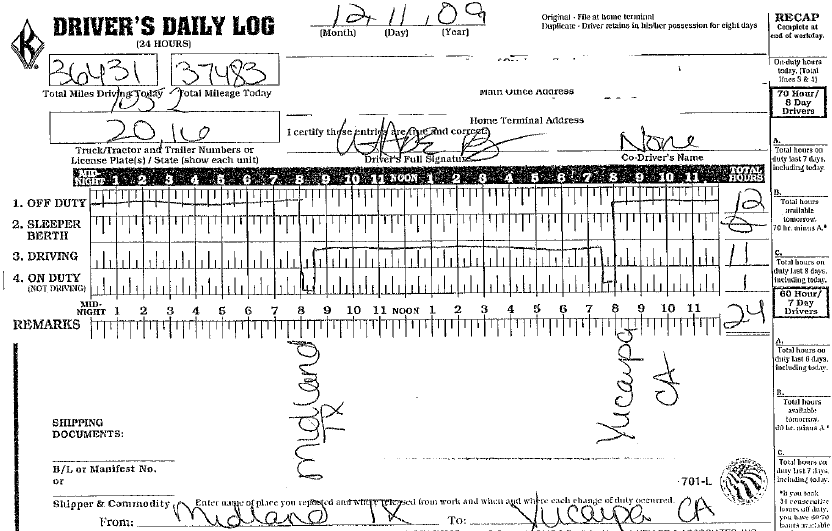 DRIVER'S DAILY LOG
(24 HOURS)
12 11 09
(Month) (Day) (Year)
Original - File at home terminal
Duplicate - Driver retains in his/her possession for eight days
36431 37483
Total Miles Driving Today Total Mileage Today
1052
Main Office Address
20,16
Home Terminal Address
I certify these entries are true and correct:
None
Truck/Tractor and Trailer Numbers or
License Plate(s) / State (show each unit)
Driver's Full Signature
Co-Driver's Name
MID-NIGHT 1 2 3 4 5 6 7 8 9 10 11 NOON 1 2 3 4 5 6 7 8 9 10 11 TOTAL HOURS
1. OFF DUTY 12
2. SLEEPER BERTH
3. DRIVING 11
4. ON DUTY (NOT DRIVING) 1
MID-NIGHT 1 2 3 4 5 6 7 8 9 10 11 NOON 1 2 3 4 5 6 7 8 9 10 11
REMARKS 24
Midland TX
Yucaipa CA
SHIPPING
DOCUMENTS:
B/L or Manifest No.
or
701-L
Shipper & Commodity
Enter name of place you reported and where released from work and when and where each change of duty occurred.
From: Midland TX To: Yucaipa CA
RECAP
Complete at
end of workday.
On-duty hours
today. (Total
lines 3 & 4)
70 Hour/
8 Day
Drivers
A.
Total hours on
duty last 7 days,
including today.
B.
Total hours
available
tomorrow.
70 hr. minus A.*
C.
Total hours on
duty last 8 days,
including today.
60 Hour/
7 Day
Drivers
A.
Total hours on
duty last 6 days,
including today.
B.
Total hours
available
tomorrow.
60 hr. minus A*
C.
Total hours on
duty last 7 days,
including today.
*If you took
34 consecutive
hours off duty,
you have 60/70
hours available